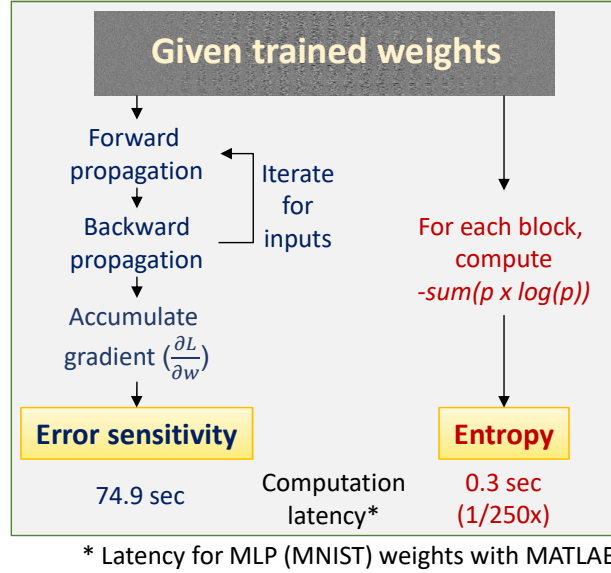 Given trained weights
Forward
propagation
Iterate
for
inputs
Backward
propagation
Accumulate
gradient (∂L/∂w)
For each block,
compute
-sum(p x log(p))
Error sensitivity
Entropy
74.9 sec
Computation
latency*
0.3 sec
(1/250x)
* Latency for MLP (MNIST) weights with MATLAB